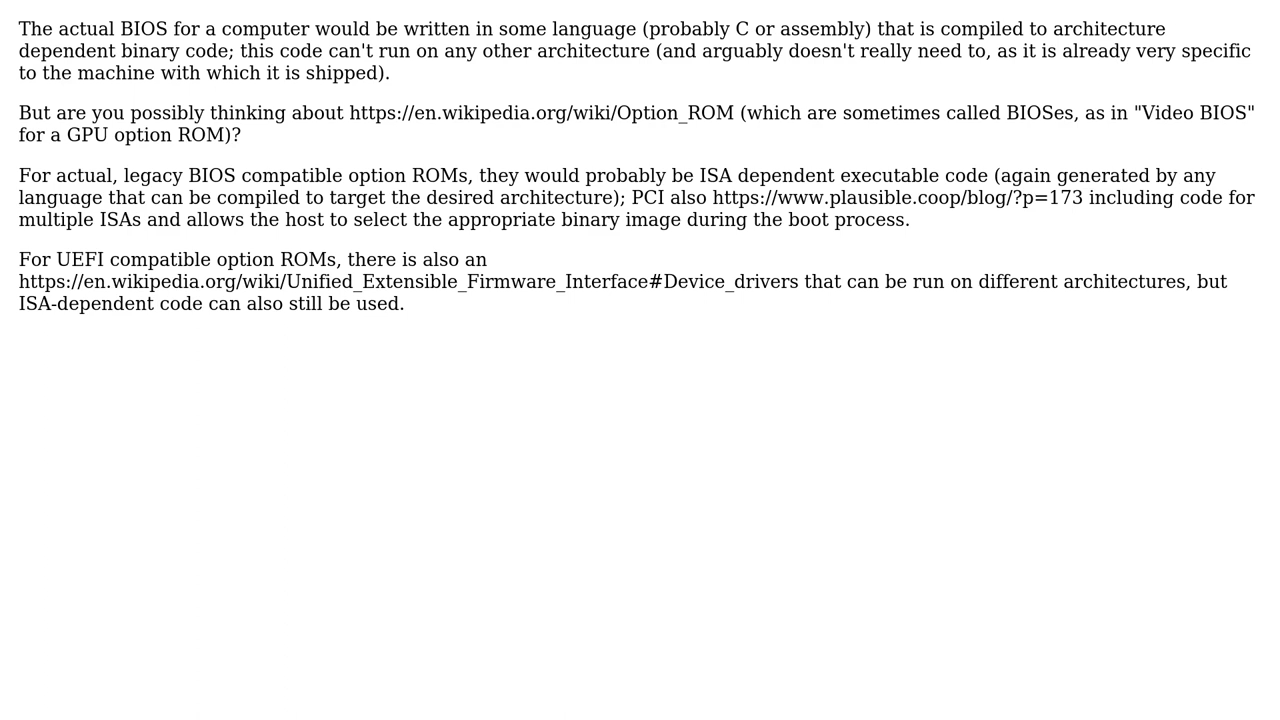 The actual BIOS for a computer would be written in some language (probably C or assembly) that is compiled to architecture
dependent binary code; this code can't run on any other architecture (and arguably doesn't really need to, as it is already very specific
to the machine with which it is shipped).
But are you possibly thinking about https://en.wikipedia.org/wiki/Option_ROM (which are sometimes called BIOSes, as in "Video BIOS"
for a GPU option ROM)?
For actual, legacy BIOS compatible option ROMs, they would probably be ISA dependent executable code (again generated by any
language that can be compiled to target the desired architecture); PCI also https://www.plausible.coop/blog/?p=173 including code for
multiple ISAs and allows the host to select the appropriate binary image during the boot process.
For UEFI compatible option ROMs, there is also an
https://en.wikipedia.org/wiki/Unified_Extensible_Firmware_Interface#Device_drivers that can be run on different architectures, but
ISA-dependent code can also still be used.